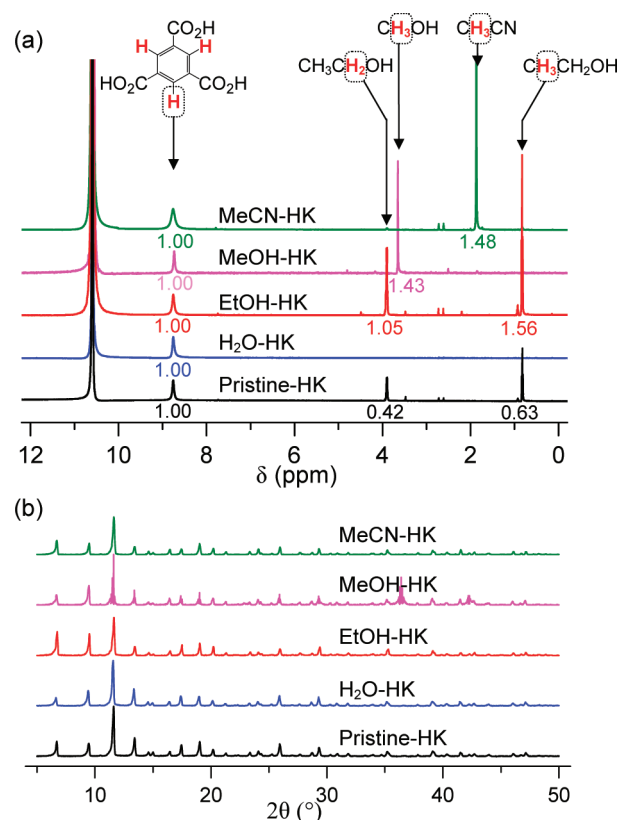 (a)
CO₂H
H
H
HO₂C
CO₂H
H
CH₃CH₂OH
CH₃OH
CH₃CN
CH₃CH₂OH
MeCN-HK
1.00
1.48
MeOH-HK
1.00
1.43
EtOH-HK
1.00
1.05
1.56
H₂O-HK
1.00
Pristine-HK
1.00
0.42
0.63
12
10
8
6
4
2
0
δ (ppm)
(b)
MeCN-HK
MeOH-HK
EtOH-HK
H₂O-HK
Pristine-HK
10
20
30
40
50
2θ (°)